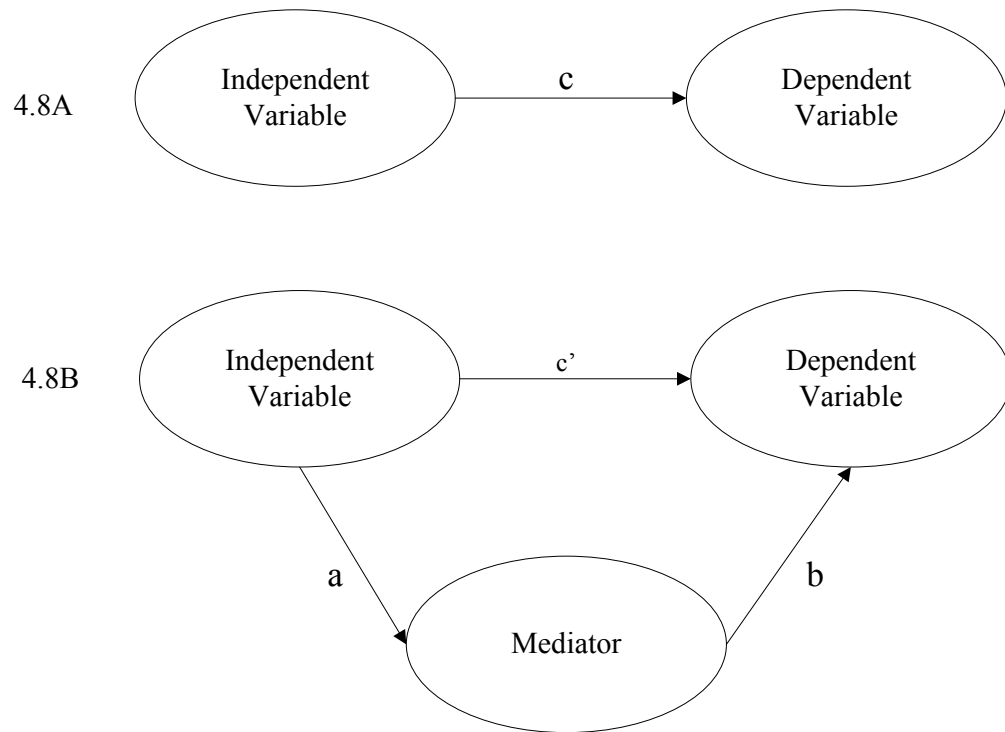 4.8A
Independent
Variable
c
Dependent
Variable
4.8B
Independent
Variable
c’
Dependent
Variable
a
b
Mediator